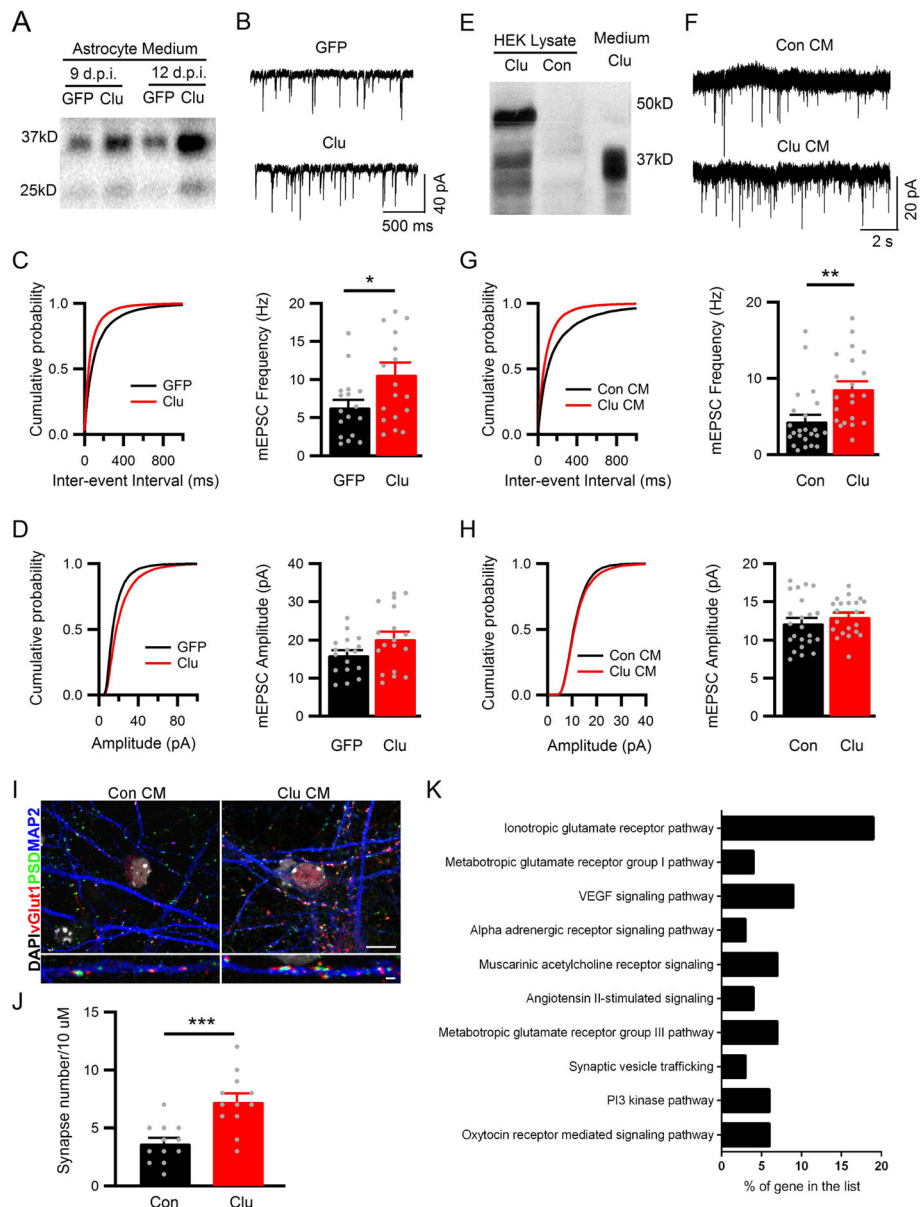 A
Astrocyte Medium
9 d.p.i. 12 d.p.i.
GFP Clu GFP Clu
37kD
25kD
B
GFP
Clu
40 pA
500 ms
E
HEK Lysate Medium
Clu Con Clu
50kD
37kD
F
Con CM
Clu CM
20 pA
2 s
C
Cumulative probability
1.0
0.5
0.0
0 400 800
Inter-event Interval (ms)
GFP
Clu
mEPSC Frequency (Hz)
20
15
10
5
0
*
GFP Clu
G
Cumulative probability
1.0
0.5
0.0
0 400 800
Inter-event Interval (ms)
Con CM
Clu CM
mEPSC Frequency (Hz)
20
10
0
**
Con Clu
D
Cumulative probability
1.0
0.5
0.0
0 40 100
Amplitude (pA)
GFP
Clu
mEPSC Amplitude (pA)
40
30
20
10
0
GFP Clu
H
Cumulative probability
1.0
0.5
0.0
0 10 20 30 40
Amplitude (pA)
Con CM
Clu CM
mEPSC Amplitude (pA)
20
15
10
5
0
Con Clu
I
Con CM Clu CM
DAPIvGlut1PSDMAP2
J
Synapse number/10 uM
15
10
5
0
***
Con Clu
K
Ionotropic glutamate receptor pathway
Metabotropic glutamate receptor group I pathway
VEGF signaling pathway
Alpha adrenergic receptor signaling pathway
Muscarinic acetylcholine receptor signaling
Angiotensin II-stimulated signaling
Metabotropic glutamate receptor group III pathway
Synaptic vesicle trafficking
PI3 kinase pathway
Oxytocin receptor mediated signaling pathway
0 5 10 15 20
% of gene in the list